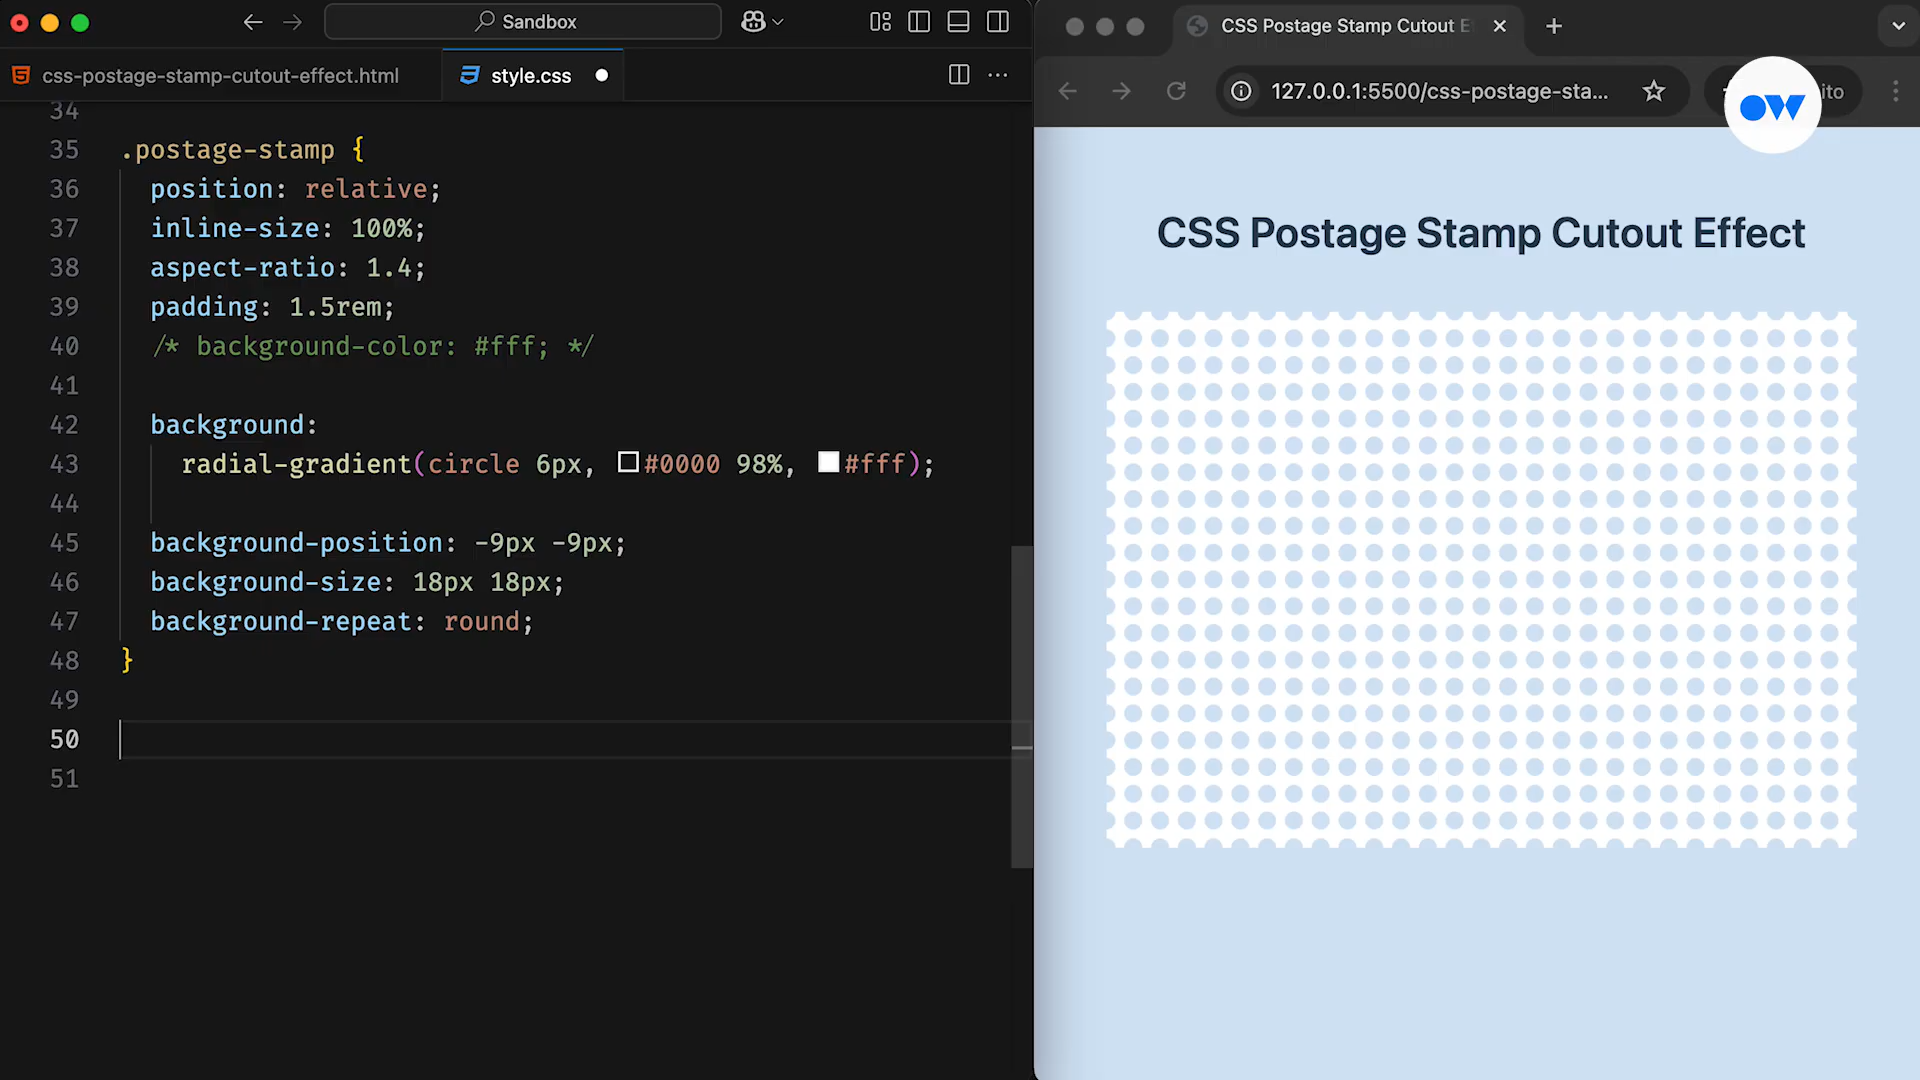 Sandbox
css-postage-stamp-cutout-effect.html
style.css
34
35 .postage-stamp {
36 position: relative;
37 inline-size: 100%;
38 aspect-ratio: 1.4;
39 padding: 1.5rem;
40 /* background-color: #fff; */
41
42 background:
43 radial-gradient(circle 6px, #0000 98%, #fff);
44
45 background-position: -9px -9px;
46 background-size: 18px 18px;
47 background-repeat: round;
48 }
49
50
51
CSS Postage Stamp Cutout E
127.0.0.1:5500/css-postage-sta...
ito
OW
CSS Postage Stamp Cutout Effect